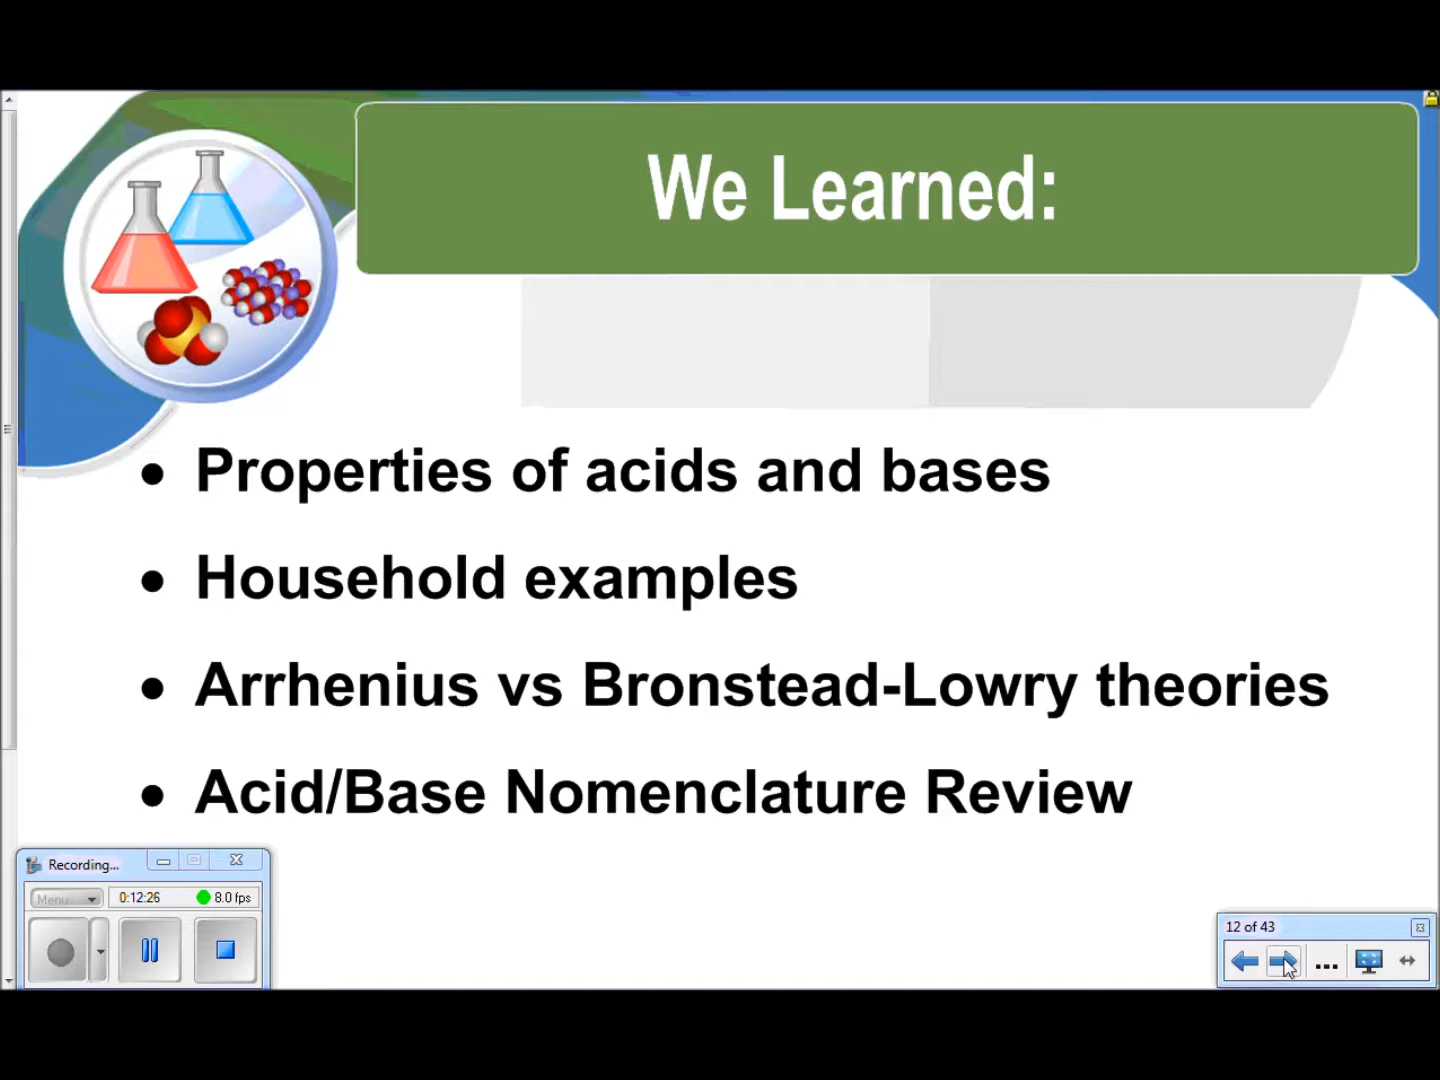 We Learned:
• Properties of acids and bases
• Household examples
• Arrhenius vs Bronstead-Lowry theories
• Acid/Base Nomenclature Review
Recording...
Menu
0:12:26
8.0 fps
12 of 43
...